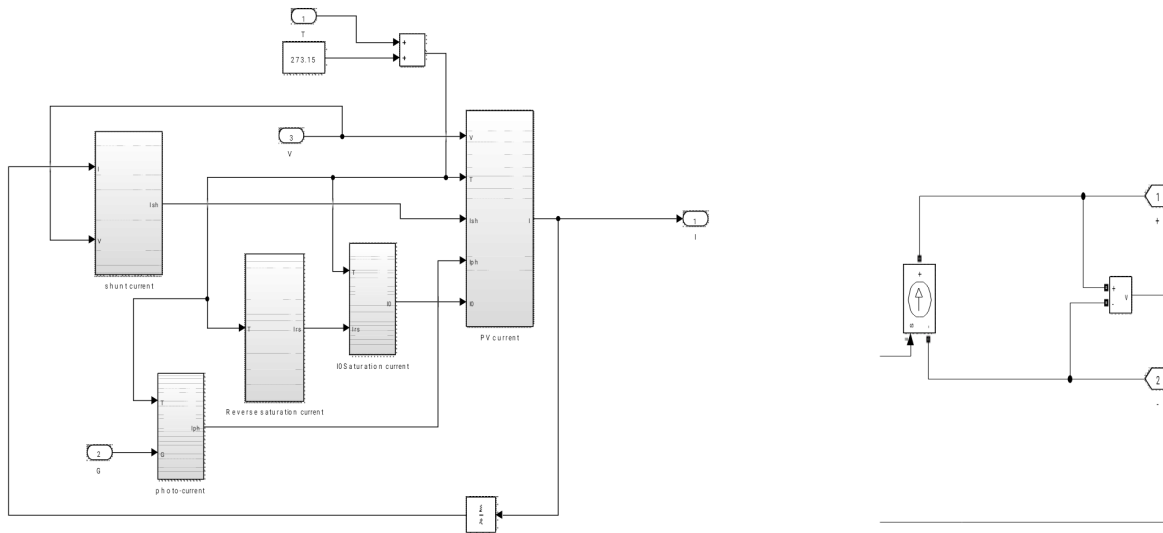 1
T
273.15
+
+
3
V
I
V
Ish
shunt current
V
T
Ish
Iph
I0
I
PV current
1
I
T
Irs
I0
I0Saturation current
T
Irs
Reverse saturation current
T
G
Iph
photo-current
2
G
1
+
+
-
V
+
-
2
-